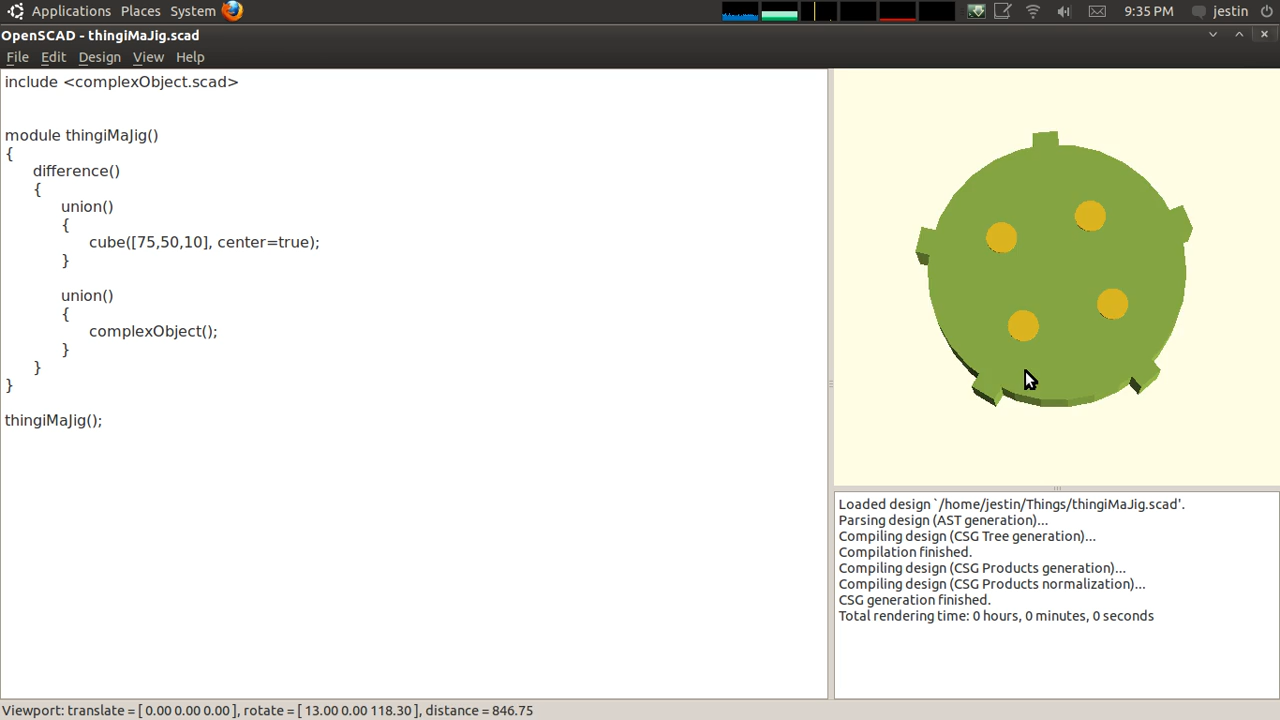 Applications Places System 9:35 PM jestin
OpenSCAD - thingiMaJig.scad
File Edit Design View Help
include <complexObject.scad>
module thingiMaJig()
{
difference()
{
union()
{
cube([75,50,10], center=true);
}
union()
{
complexObject();
}
}
}
thingiMaJig();
Loaded design `/home/jestin/Things/thingiMaJig.scad'.
Parsing design (AST generation)...
Compiling design (CSG Tree generation)...
Compilation finished.
Compiling design (CSG Products generation)...
Compiling design (CSG Products normalization)...
CSG generation finished.
Total rendering time: 0 hours, 0 minutes, 0 seconds
Viewport: translate = [ 0.00 0.00 0.00 ], rotate = [ 13.00 0.00 118.30 ], distance = 846.75